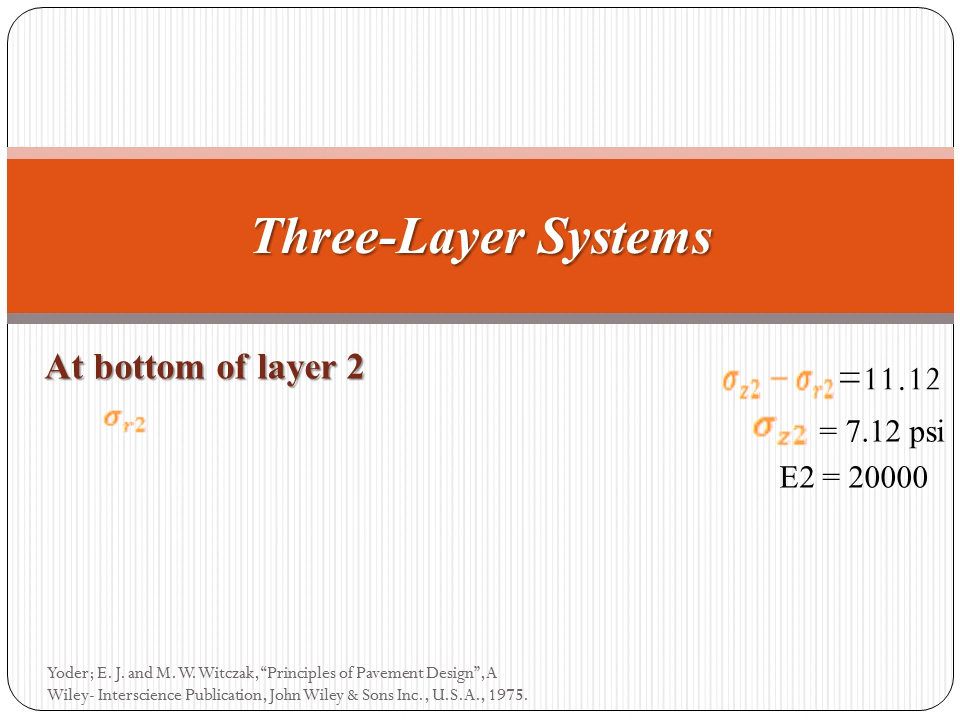 Three-Layer Systems
At bottom of layer 2
σr2
σz2 − σr2 =11.12
σz2 = 7.12 psi
E2 = 20000
Yoder; E. J. and M. W. Witczak, “Principles of Pavement Design”, A
Wiley- Interscience Publication, John Wiley & Sons Inc., U.S.A., 1975.